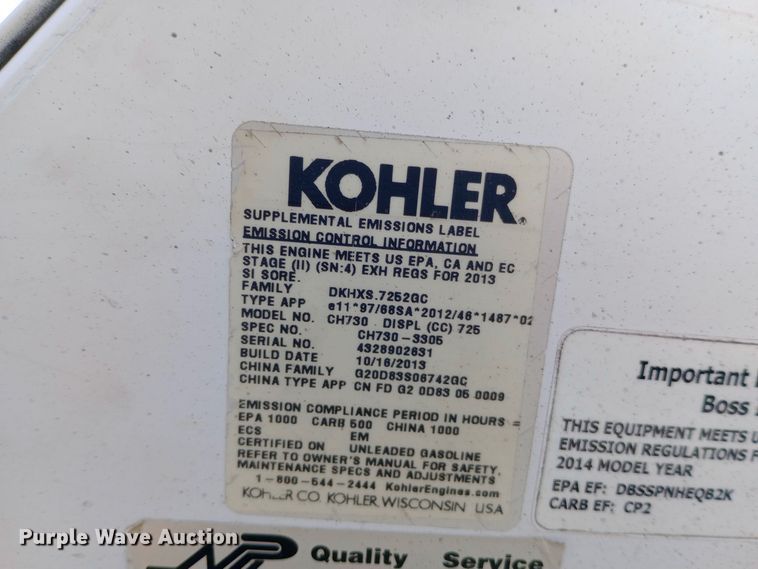 KOHLER
SUPPLEMENTAL EMISSIONS LABEL
EMISSION CONTROL INFORMATION
THIS ENGINE MEETS US EPA, CA AND EC
STAGE (II) (SN:4) EXH REGS FOR 2013
SI SORE.
FAMILY DKHXS.7252GC
TYPE APP e11*97/68SA*2012/46*1487*02
MODEL NO. CH730 DISPL (CC) 725
SPEC NO. CH730-3305
SERIAL NO. 4328902631
BUILD DATE 10/16/2013
CHINA FAMILY G20D83S06742GC
CHINA TYPE APP CN FD G2 0D83 05 0009
EMISSION COMPLIANCE PERIOD IN HOURS =
EPA 1000 CARB 500 CHINA 1000
ECS EM
CERTIFIED ON UNLEADED GASOLINE
REFER TO OWNER'S MANUAL FOR SAFETY,
MAINTENANCE SPECS AND ADJUSTMENTS
1-800-544-2444 KohlerEngines.com
KOHLER CO. KOHLER, WISCONSIN USA
Important
Boss
THIS EQUIPMENT MEETS
EMISSION REGULATIONS
2014 MODEL YEAR
EPA EF: DBSSPNHEQB2K
CARB EF: CP2
Quality Service
Purple Wave Auction